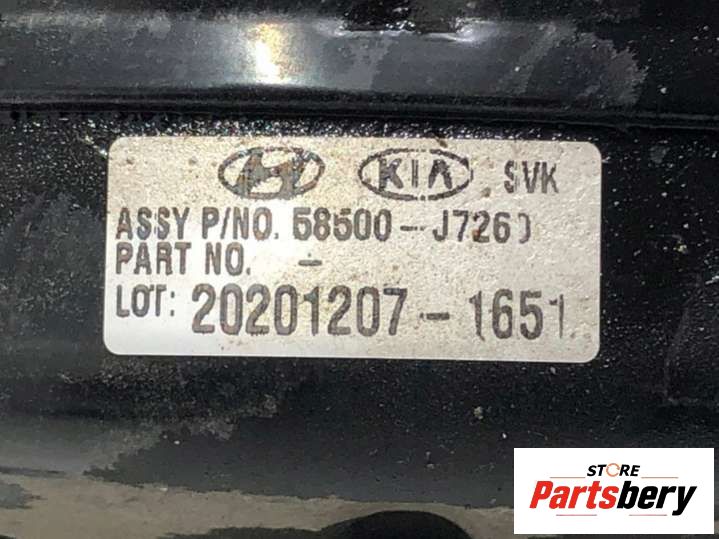 KIA SVK
ASSY P/NO. 58500-J7260
PART NO. -
LOT: 20201207-1651
STORE
Partsbery